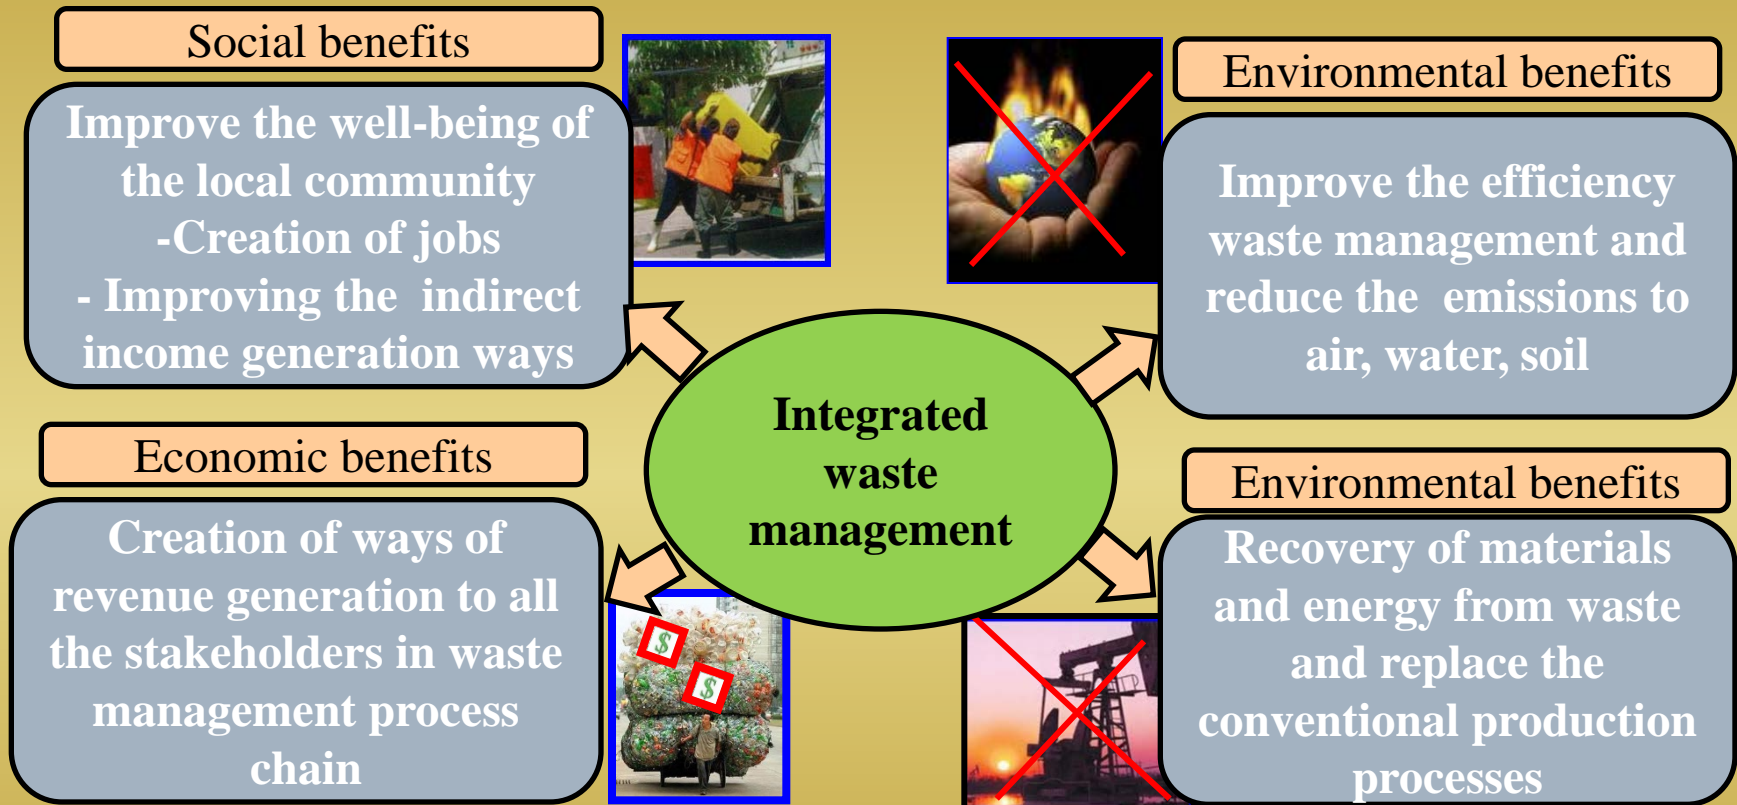 Social benefits
Improve the well-being of
the local community
-Creation of jobs
- Improving the  indirect
income generation ways
Environmental benefits
Improve the efficiency
waste management and
reduce the  emissions to
air, water, soil
Integrated
waste
management
Economic benefits
Creation of ways of
revenue generation to all
the stakeholders in waste
management process
chain
$
$
Environmental benefits
Recovery of materials
and energy from waste
and replace the
conventional production
processes